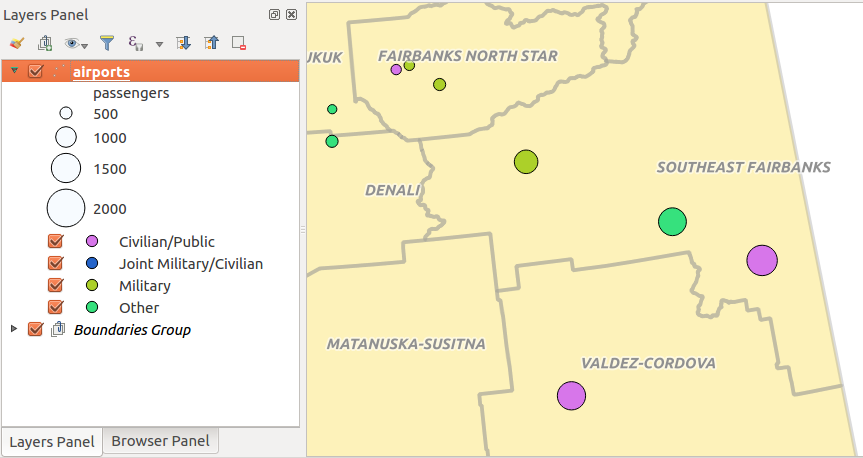 Layers Panel
airports
passengers
500
1000
1500
2000
Civilian/Public
Joint Military/Civilian
Military
Other
Boundaries Group
Layers Panel
Browser Panel
UKUK
FAIRBANKS NORTH STAR
SOUTHEAST FAIRBANKS
DENALI
MATANUSKA-SUSITNA
VALDEZ-CORDOVA